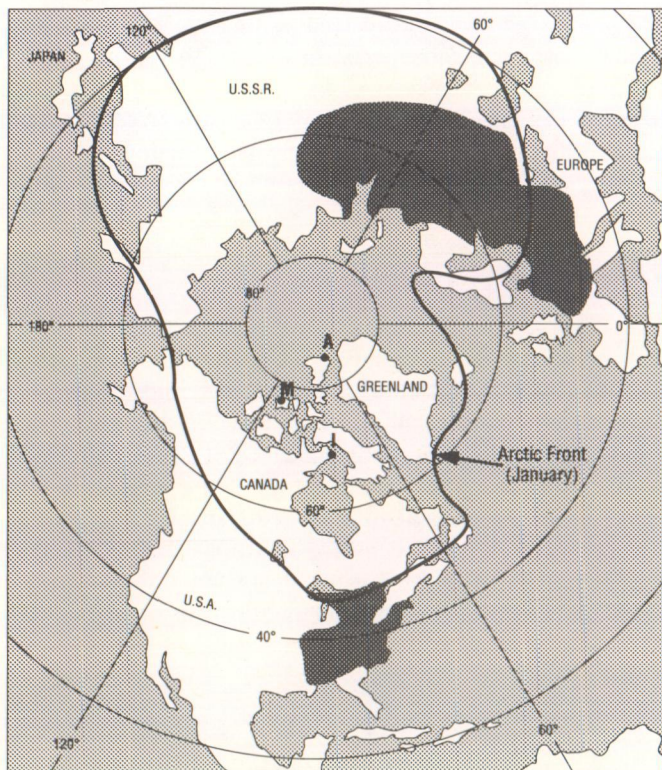 120°
60°
JAPAN
U.S.S.R.
EUROPE
80°
180°
0°
A
M
GREENLAND
I
CANADA
Arctic Front
(January)
60°
U.S.A.
40°
120°
60°